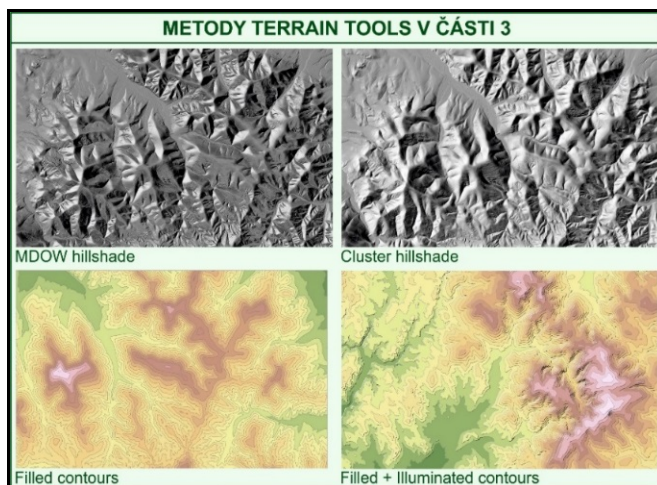 METODY TERRAIN TOOLS V ČÁSTI 3
MDOW hillshade
Cluster hillshade
Filled contours
Filled + Illuminated contours